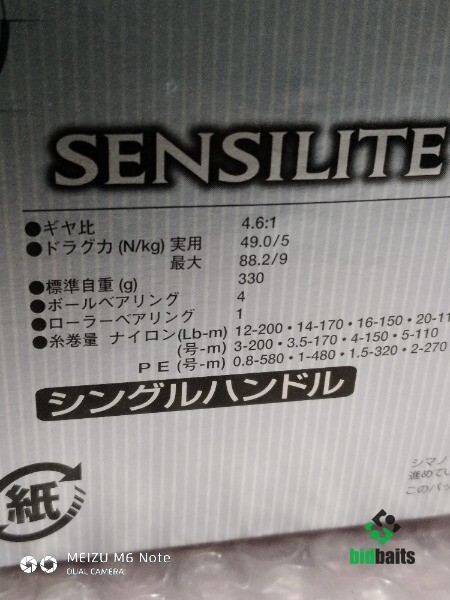 SENSILITE
●ギヤ比 4.6:1
●ドラグ力(N/kg) 実用 49.0/5
最大 88.2/9
●標準自重(g) 330
●ボールベアリング 4
●ローラーベアリング 1
●糸巻量 ナイロン(Lb-m) 12-200・14-170・16-150・20-11
(号-m) 3-200・3.5-170・4-150・5-110
PE(号-m) 0.8-580・1-480・1.5-320・2-270
シングルハンドル
シマノ
進めてい
このパッ
紙
bidbaits
MEIZU M6 Note
DUAL CAMERA